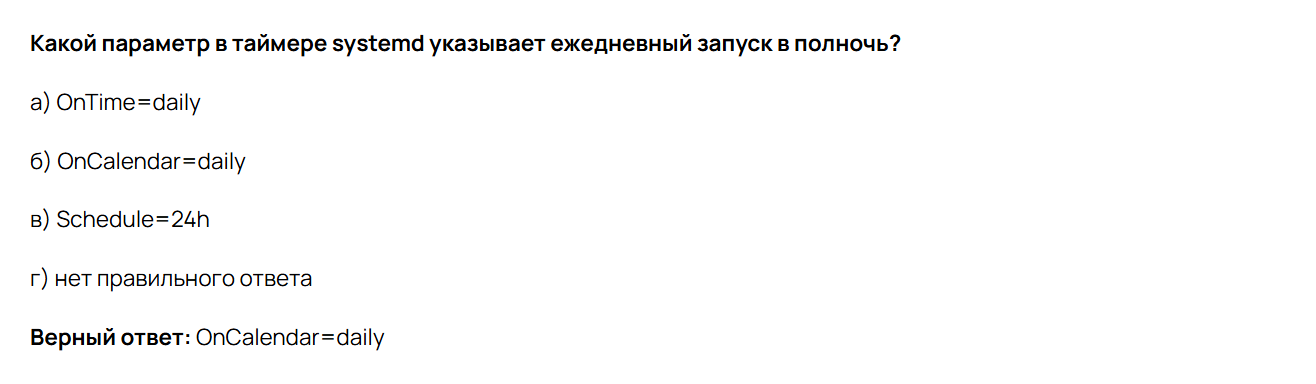 Какой параметр в таймере systemd указывает ежедневный запуск в полночь?
а) OnTime=daily
б) OnCalendar=daily
в) Schedule=24h
г) нет правильного ответа
Верный ответ: OnCalendar=daily